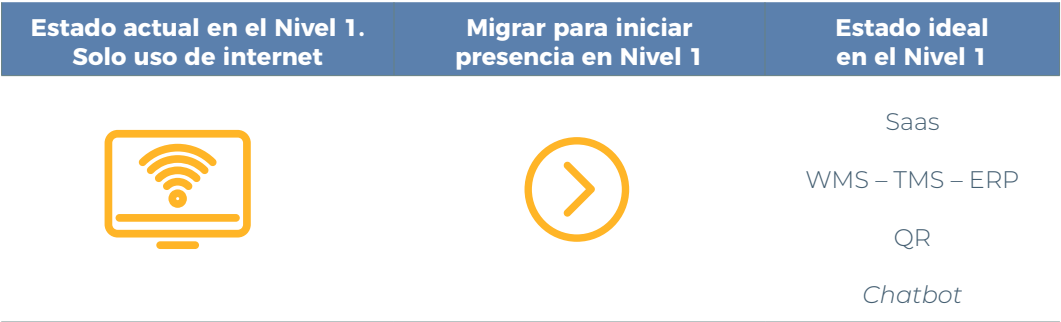 Estado actual en el Nivel 1.
Solo uso de internet
Migrar para iniciar
presencia en Nivel 1
Estado ideal
en el Nivel 1
Saas
WMS – TMS – ERP
QR
Chatbot